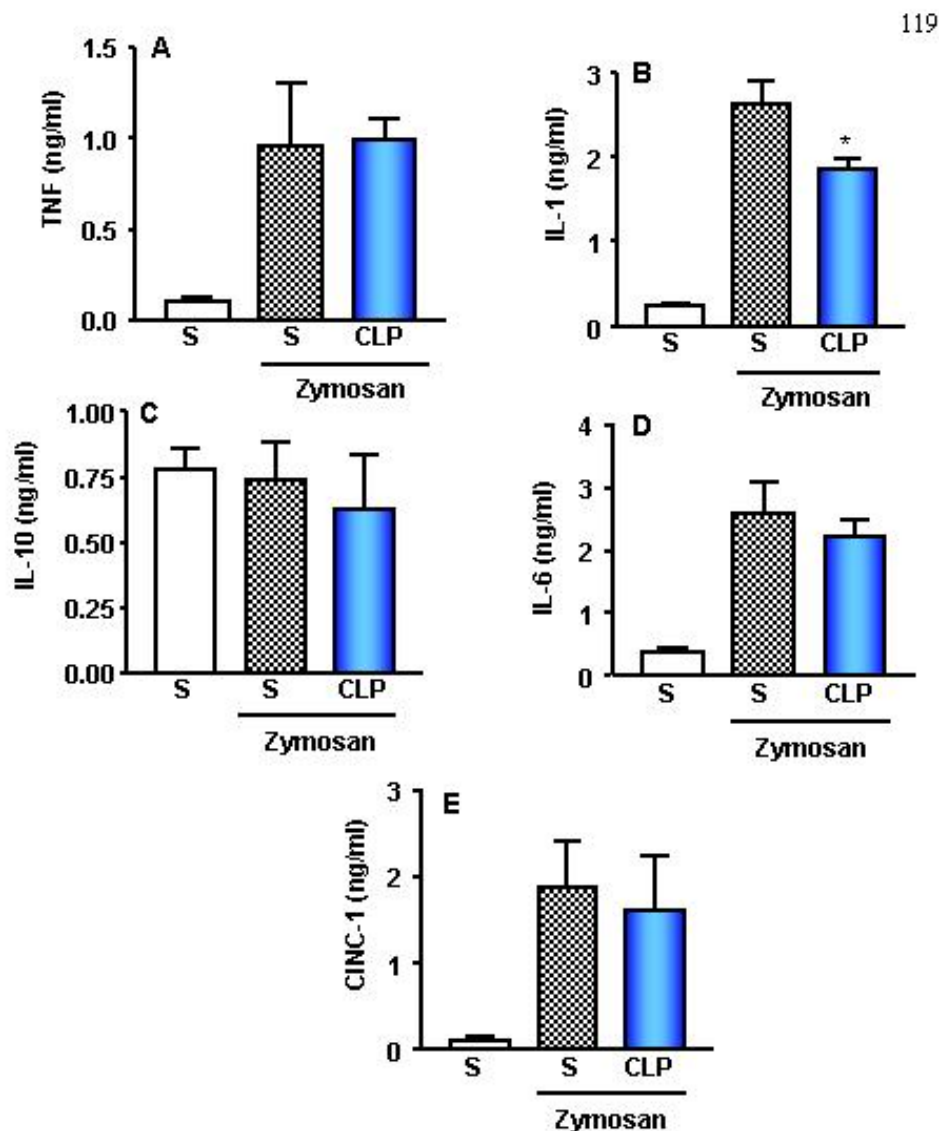 119
A
TNF (ng/ml)
1.5
1.0
0.5
0.0
S
S
CLP
Zymosan
B
IL-1 (ng/ml)
3
2
1
0
*
S
S
CLP
Zymosan
C
IL-10 (ng/ml)
1.00
0.75
0.50
0.25
0.00
S
S
CLP
Zymosan
D
IL-6 (ng/ml)
4
3
2
1
0
S
S
CLP
Zymosan
E
CINC-1 (ng/ml)
3
2
1
0
S
S
CLP
Zymosan